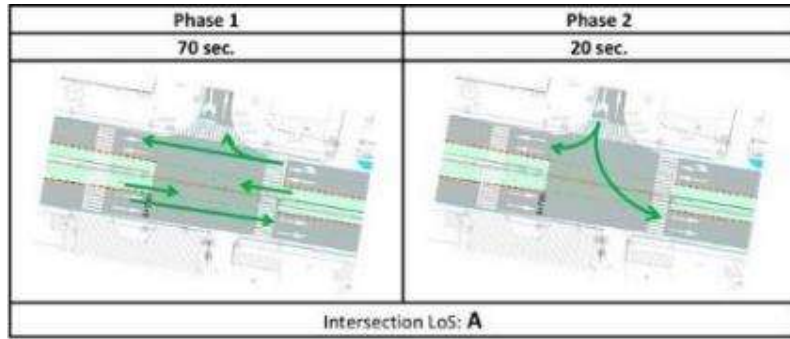 Phase 1
Phase 2
70 sec.
20 sec.
Intersection LoS: A